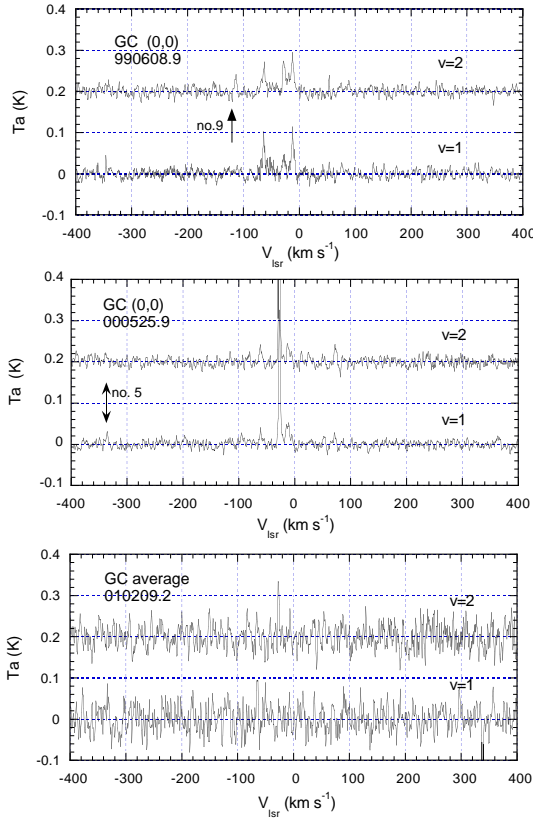 0.4
GC (0,0)
990608.9
v=2
0.3
0.2
no.9
v=1
0.1
0
-0.1
Ta (K)
-400 -300 -200 -100 0 100 200 300 400
V lsr (km s-1)
0.4
GC (0,0)
000525.9
0.3
v=2
0.2
no. 5
0.1
v=1
0
-0.1
Ta (K)
-400 -300 -200 -100 0 100 200 300 400
V lsr (km s-1)
0.4
GC average
010209.2
v=2
0.3
0.2
0.1
v=1
0
-0.1
Ta (K)
-400 -300 -200 -100 0 100 200 300 400
V lsr (km s-1)